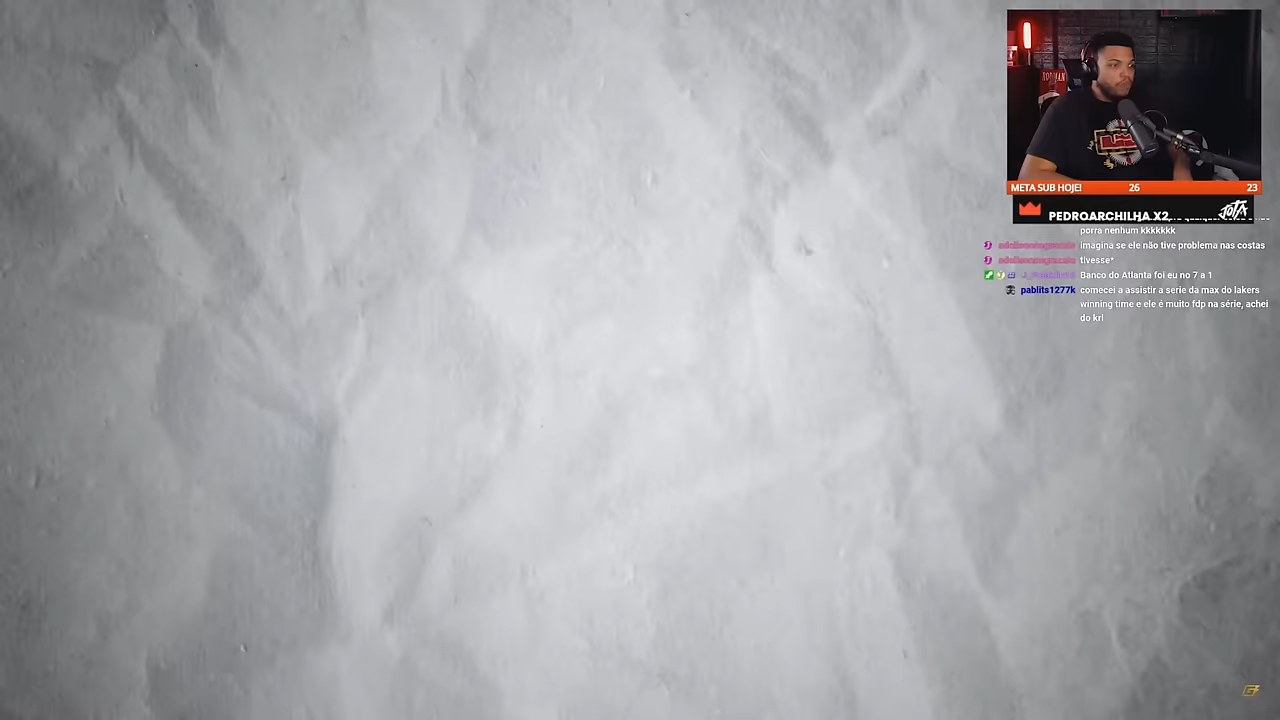 RODMAN
META SUB HOJE! 26 23
PEDROARCHILHA X2
JOTA
porra nenhum kkkkkkk
imagina se ele não tive problema nas costas
tivesse*
Banco do Atlanta foi eu no 7 a 1
pablits1277k comecei a assistir a serie da max do lakers
winning time e ele é muito fdp na série, achei
do krl